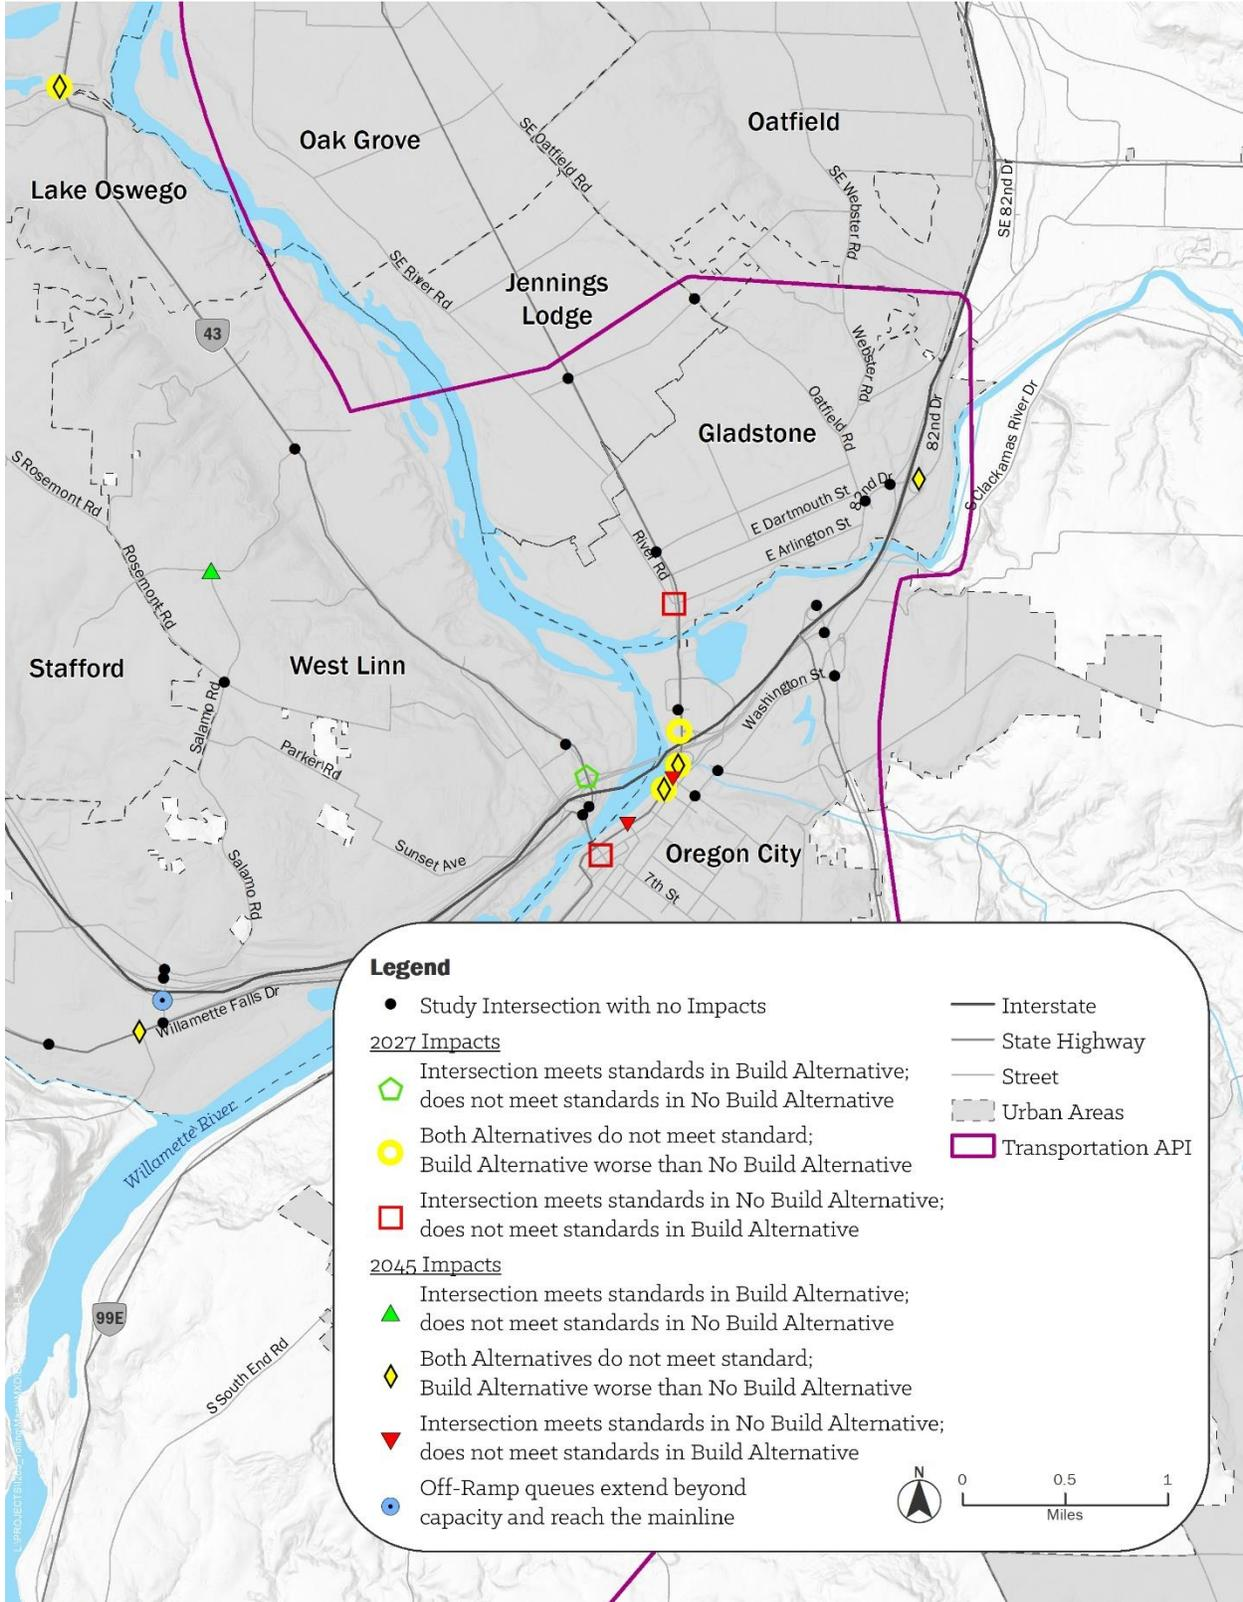 Oatfield
Oak Grove
SE Oatfield Rd
Lake Oswego
SE Webster Rd
SE 82nd Dr
SE River Rd
Jennings
Lodge
43
Webster Rd
Oatfield Rd
82nd Dr
S Clackamas River Dr
Gladstone
S Rosemont Rd
E Dartmouth St
82nd Dr
E Arlington St
River Rd
Rosemont Rd
Stafford
West Linn
Washington St
Salamo Rd
Parker Rd
Sunset Ave
Oregon City
7th St
Salamo Rd
Willamette Falls Dr
Willamette River
99E
S South End Rd
Legend
Study Intersection with no Impacts
2027 Impacts
Intersection meets standards in Build Alternative;
does not meet standards in No Build Alternative
Both Alternatives do not meet standard;
Build Alternative worse than No Build Alternative
Intersection meets standards in No Build Alternative;
does not meet standards in Build Alternative
2045 Impacts
Intersection meets standards in Build Alternative;
does not meet standards in No Build Alternative
Both Alternatives do not meet standard;
Build Alternative worse than No Build Alternative
Intersection meets standards in No Build Alternative;
does not meet standards in Build Alternative
Off-Ramp queues extend beyond
capacity and reach the mainline
Interstate
State Highway
Street
Urban Areas
Transportation API
N
0 0.5 1
Miles